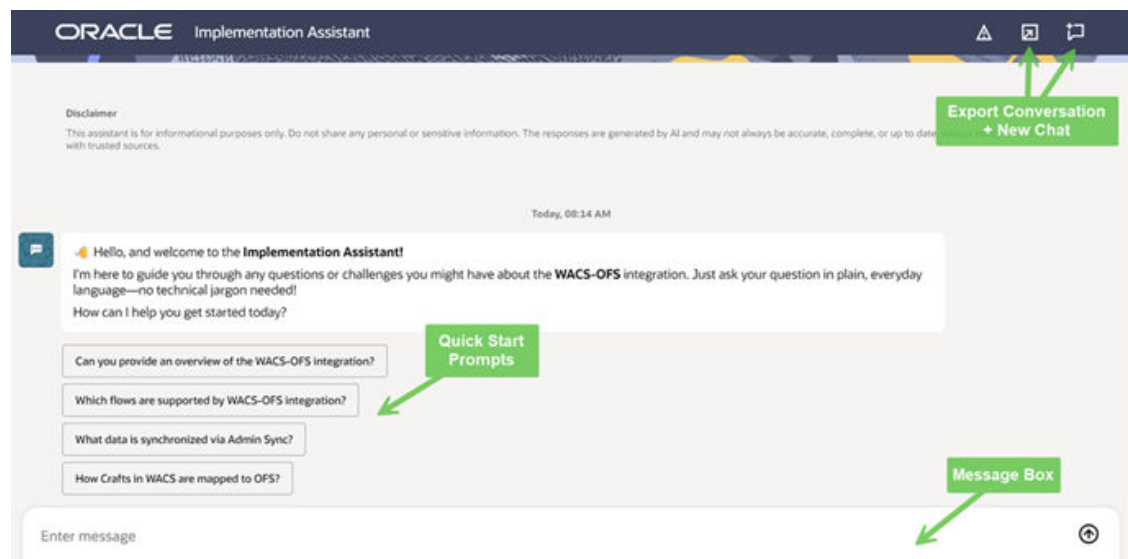 ORACLE Implementation Assistant
Export Conversation
+ New Chat
Disclaimer
This assistant is for informational purposes only. Do not share any personal or sensitive information. The responses are generated by AI and may not always be accurate, complete, or up to date
with trusted sources.
Today, 08:14 AM
Hello, and welcome to the Implementation Assistant!
I'm here to guide you through any questions or challenges you might have about the WACS-OFS integration. Just ask your question in plain, everyday
language—no technical jargon needed!
How can I help you get started today?
Quick Start
Prompts
Can you provide an overview of the WACS-OFS integration?
Which flows are supported by WACS-OFS integration?
What data is synchronized via Admin Sync?
How Crafts in WACS are mapped to OFS?
Message Box
Enter message